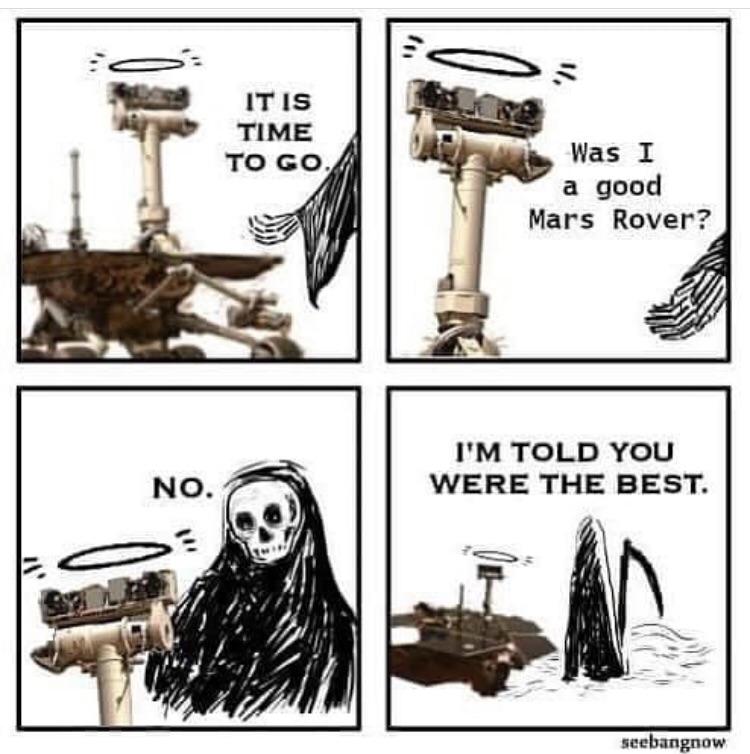 IT IS
TIME
TO GO.
Was I
a good
Mars Rover?
NO.
I'M TOLD YOU
WERE THE BEST.
seebangnow